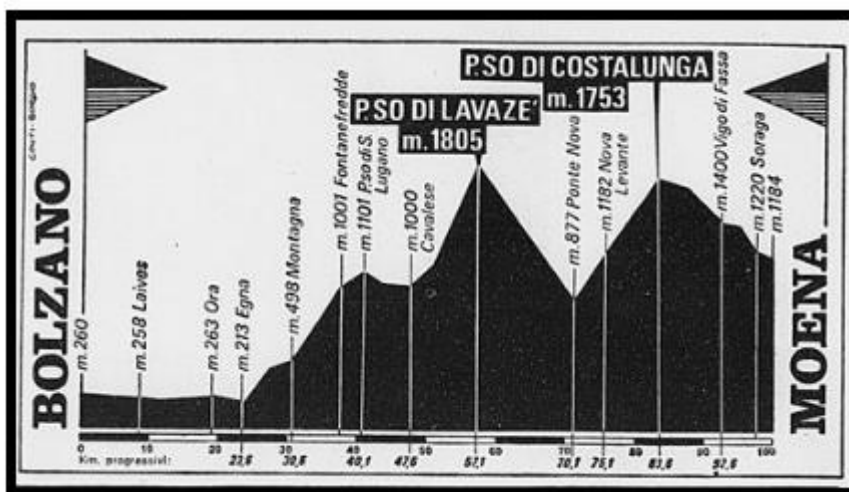 BOLZANO
m.260
m.258 Laives
m.263 Ora
m.213 Egna
m.498 Montagna
m.1001 Fontanefredde
m.1101 P.so di S.
Lugano
m.1000
Cavalese
P.SO DI LAVAZE'
m.1805
m.877 Ponte Nova
m.1182 Nova
Levante
P.SO DI COSTALUNGA
m.1753
m.1400 Vigo di Fassa
m.1220 Soraga
m.1184
MOENA
0 10 20 30 40 50 60 70 80 90 100
Km. progressivi: 30,6 40,1 47,6 57,1 70,1 75,1 83,6 92,6